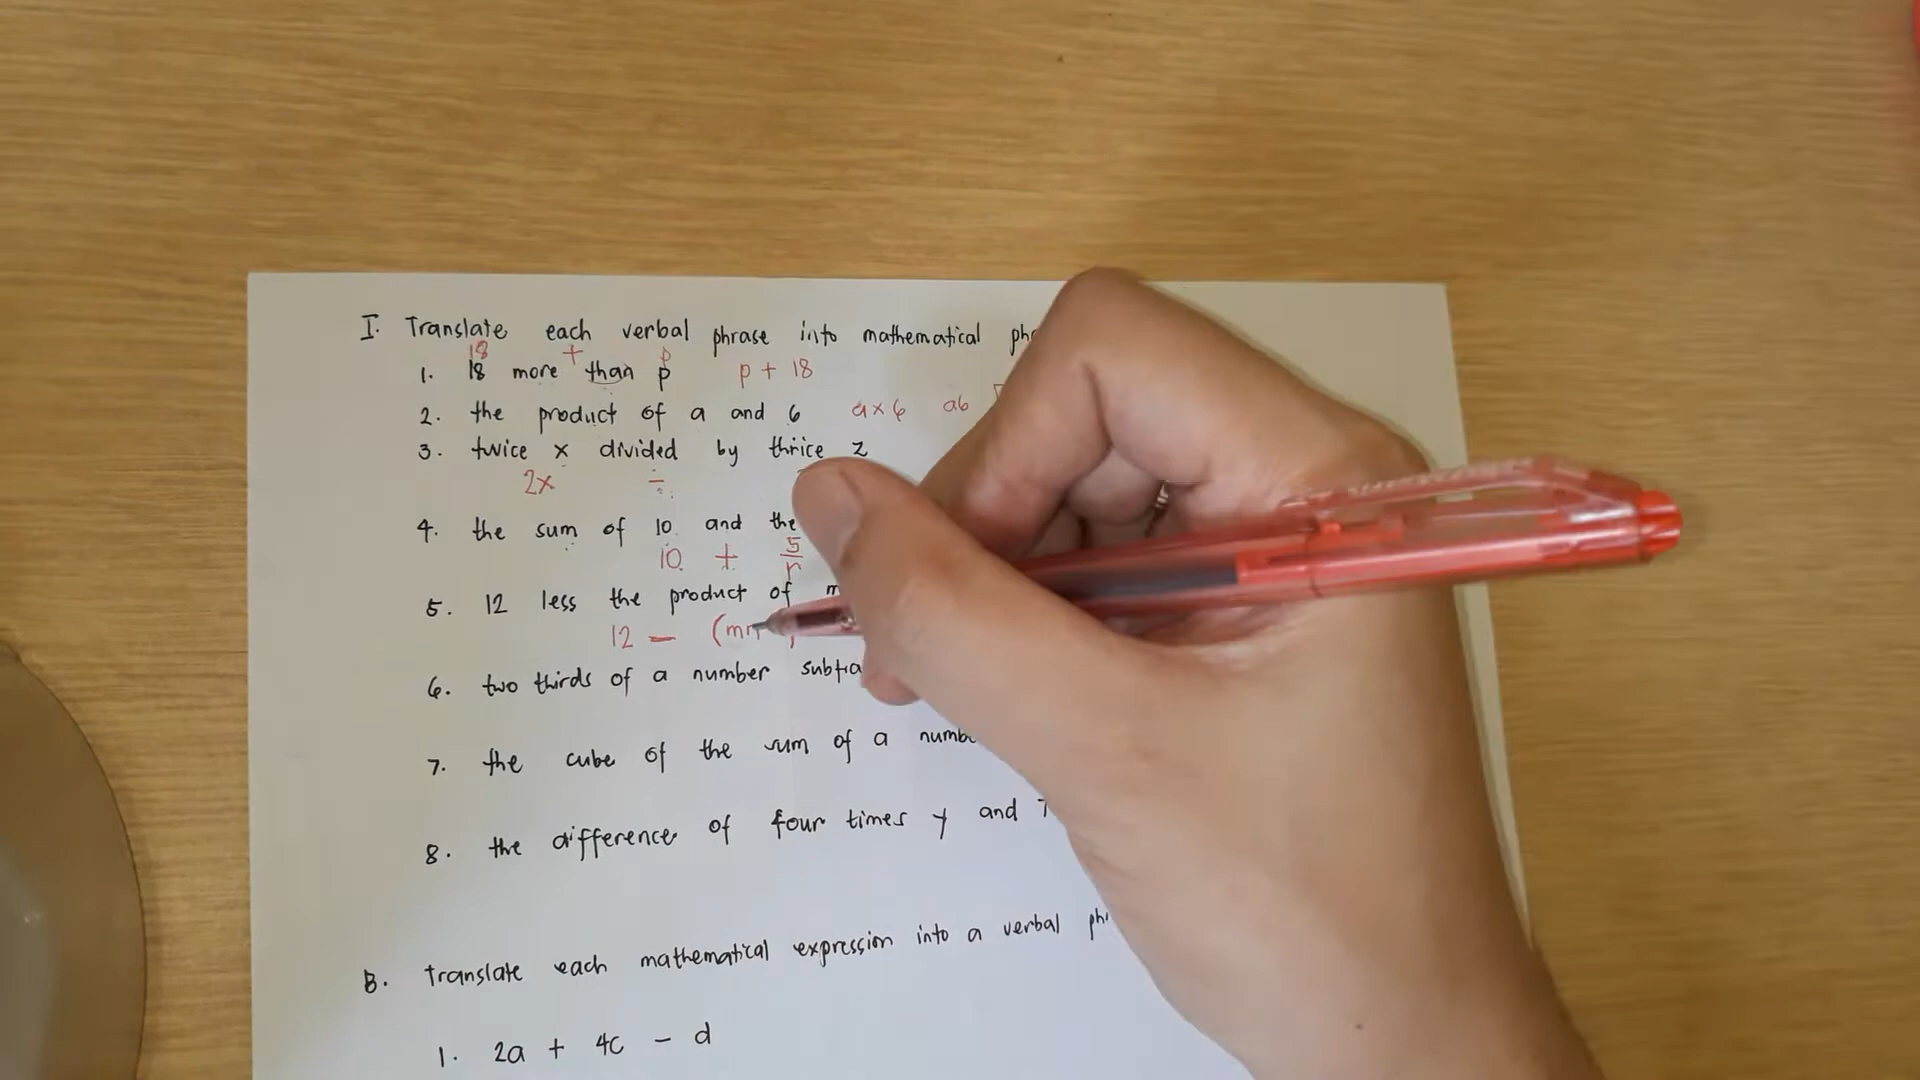 I. Translate each verbal phrase into mathematical
18 + p
1. 18 more than p p + 18
2. the product of a and 6 a x 6 a6
3. twice x divided by thrice z
2x ÷
4. the sum of 10 and the
10 + 5/r
5. 12 less the product of m
12 - (mn
6. two thirds of a number
7. the cube of the sum of a
8. the difference of four times y and 7
B. Translate each mathematical expression into a verbal
1. 2a + 4c - d